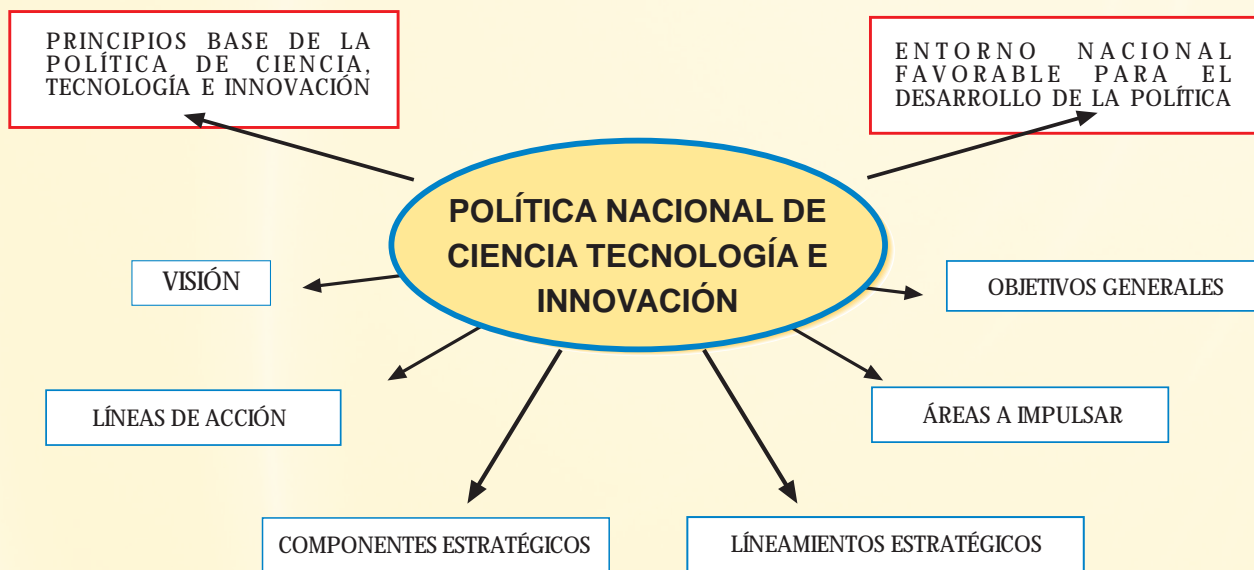 PRINCIPIOS BASE DE LA
POLÍTICA DE CIENCIA,
TECNOLOGÍA E INNOVACIÓN
ENTORNO NACIONAL
FAVORABLE PARA EL
DESARROLLO DE LA POLÍTICA
POLÍTICA NACIONAL DE
CIENCIA TECNOLOGÍA E
INNOVACIÓN
VISIÓN
OBJETIVOS GENERALES
LÍNEAS DE ACCIÓN
ÁREAS A IMPULSAR
COMPONENTES ESTRATÉGICOS
LÍNEAMIENTOS ESTRATÉGICOS